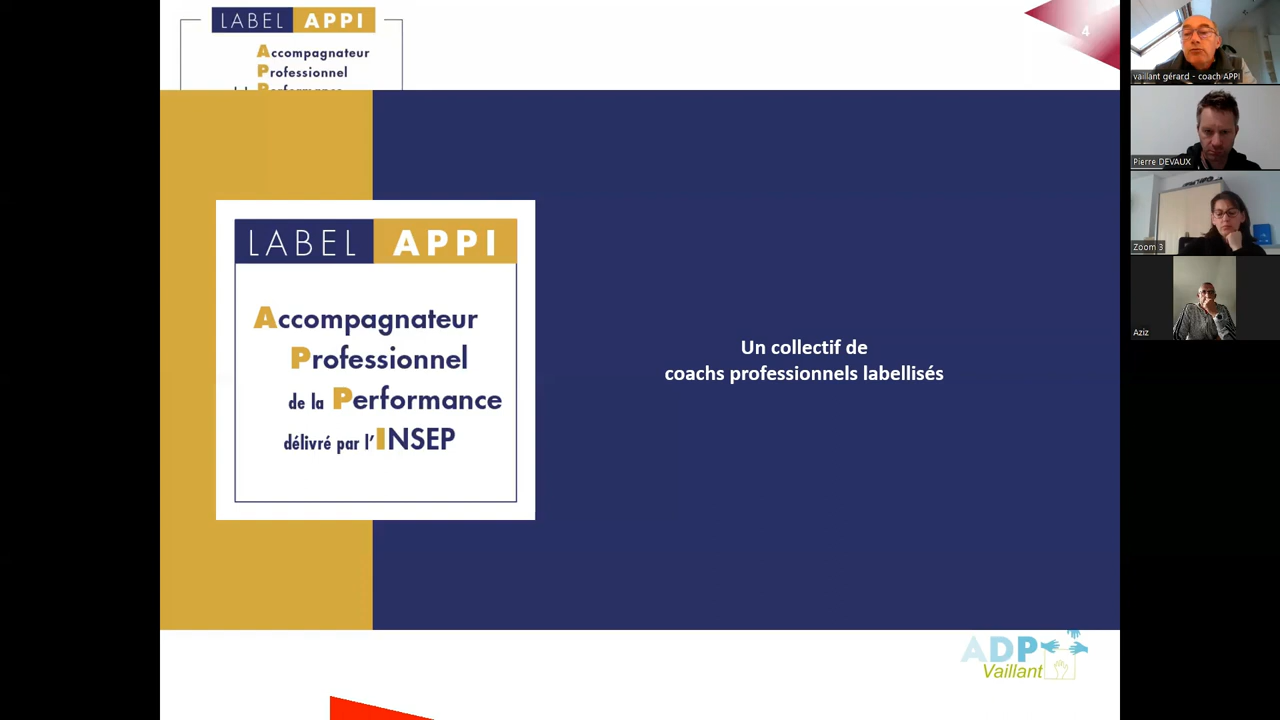 LABEL APPI
Accompagnateur
Professionnel
4
LABEL APPI
Accompagnateur
Professionnel
de la Performance
délivré par l'INSEP
Un collectif de
coachs professionnels labellisés
ADP
Vaillant
vaillant gérard - coach APPI
Pierre DEVAUX
Zoom 3
Aziz